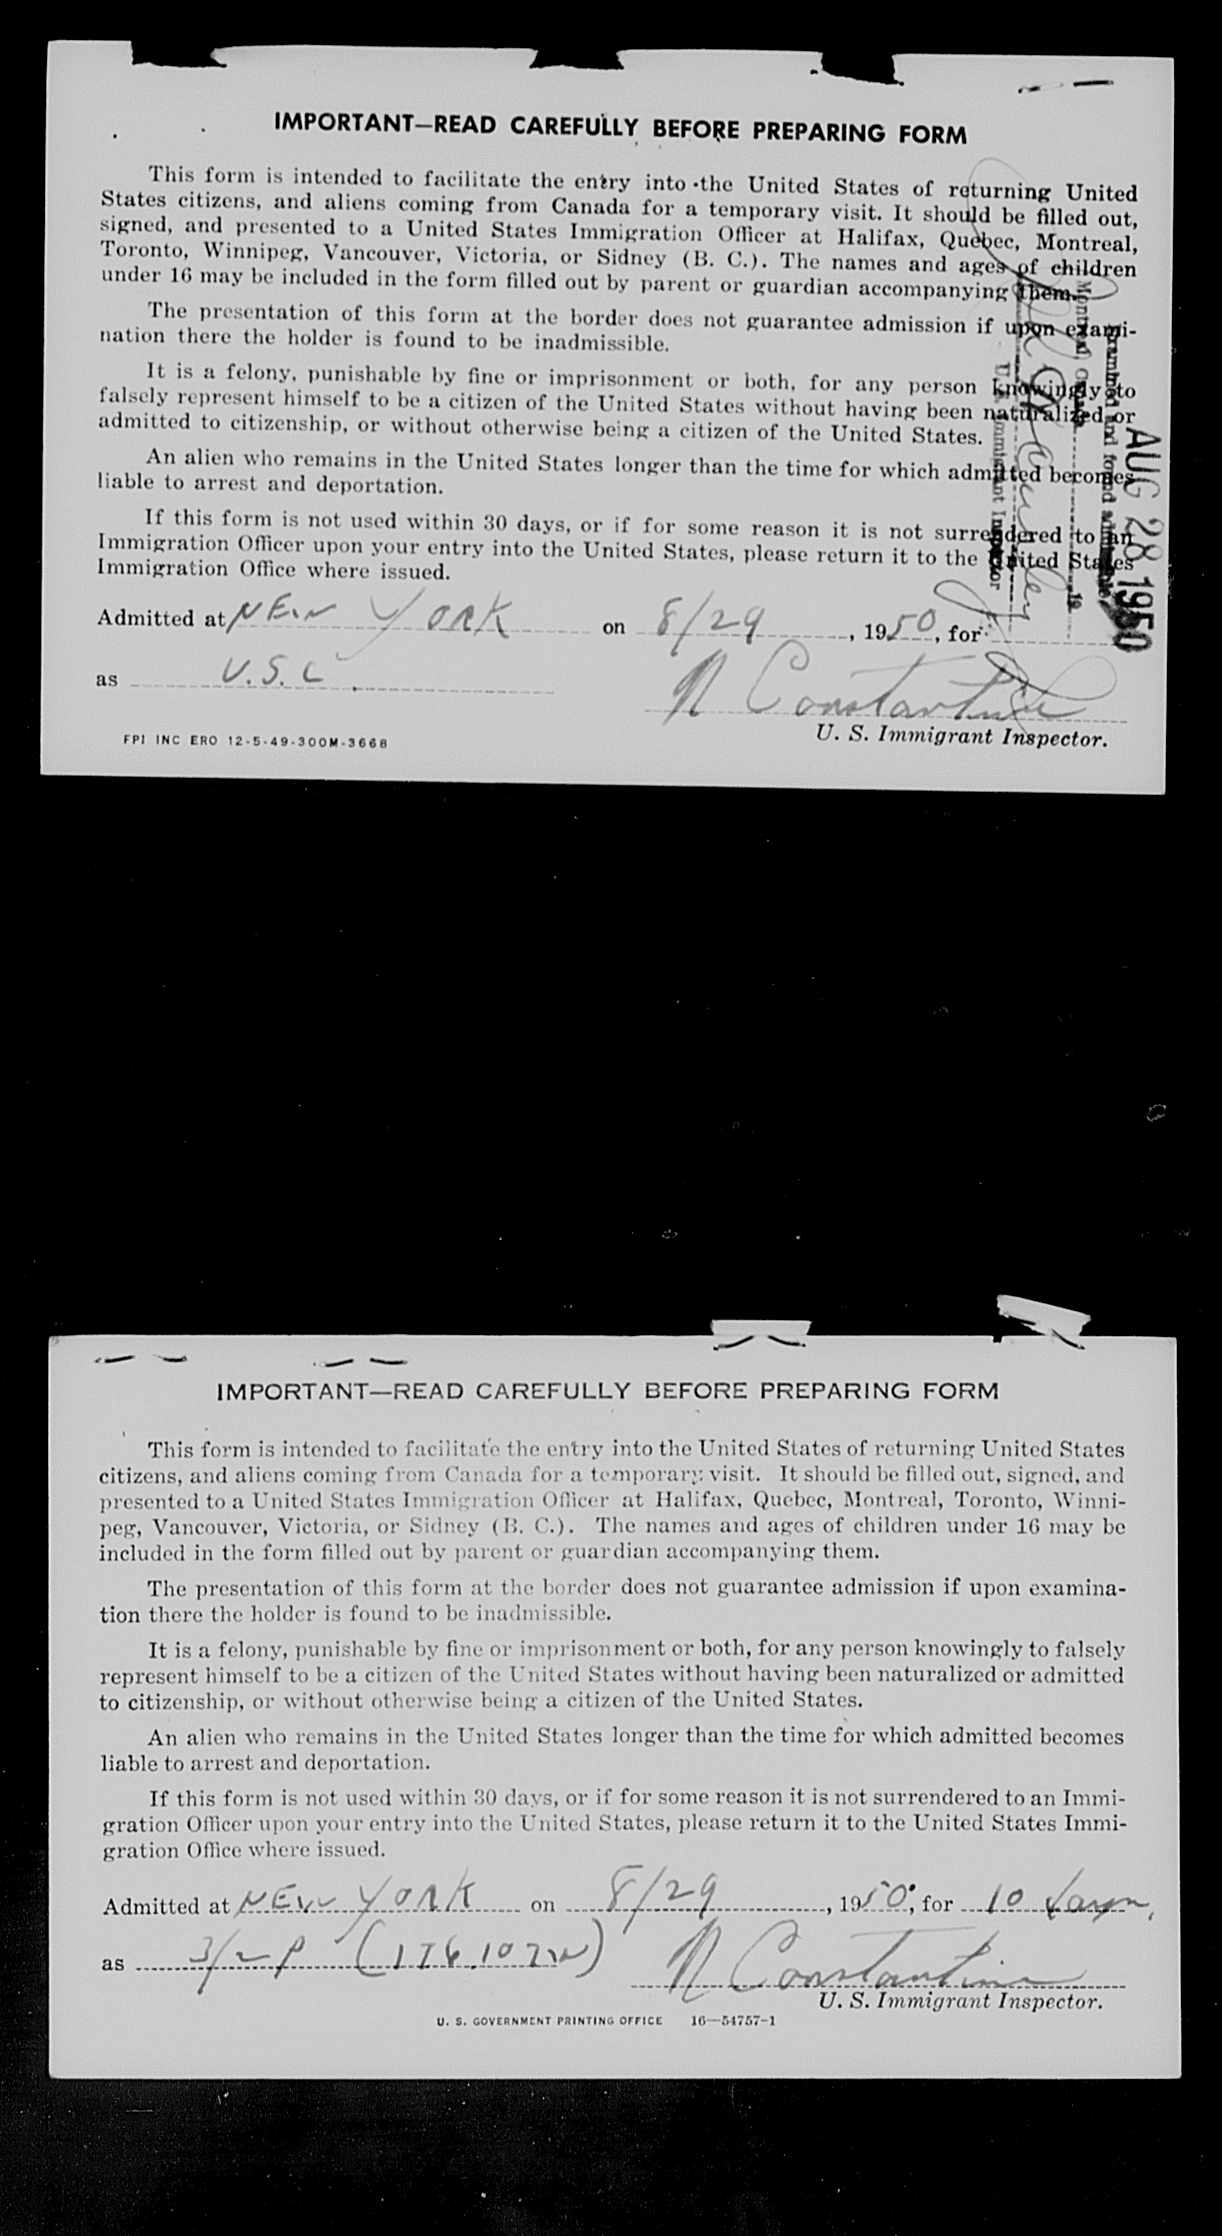 IMPORTANT—READ CAREFULLY BEFORE PREPARING FORM
This form is intended to facilitate the entry into the United States of returning United
States citizens, and aliens coming from Canada for a temporary visit. It should be filled out,
signed, and presented to a United States Immigration Officer at Halifax, Quebec, Montreal,
Toronto, Winnipeg, Vancouver, Victoria, or Sidney (B. C.). The names and ages of children
under 16 may be included in the form filled out by parent or guardian accompanying them.
The presentation of this form at the border does not guarantee admission if upon exami-
nation there the holder is found to be inadmissible.
It is a felony, punishable by fine or imprisonment or both, for any person knowingly to
falsely represent himself to be a citizen of the United States without having been naturalized or
admitted to citizenship, or without otherwise being a citizen of the United States.
An alien who remains in the United States longer than the time for which admitted becomes
liable to arrest and deportation.
If this form is not used within 30 days, or if for some reason it is not surrendered to an
Immigration Officer upon your entry into the United States, please return it to the United States
Immigration Office where issued.
Admitted at NEW YORK on 8/29, 1950, for
as U.S.C
N Constantine
U. S. Immigrant Inspector.
FPI INC ERO 12-5-49-300M-3668
Examined and found admissible
AUG 28 1950
Montreal, 19
U. S. Immigrant Inspector
IMPORTANT—READ CAREFULLY BEFORE PREPARING FORM
This form is intended to facilitate the entry into the United States of returning United States
citizens, and aliens coming from Canada for a temporary visit. It should be filled out, signed, and
presented to a United States Immigration Officer at Halifax, Quebec, Montreal, Toronto, Winni-
peg, Vancouver, Victoria, or Sidney (B. C.). The names and ages of children under 16 may be
included in the form filled out by parent or guardian accompanying them.
The presentation of this form at the border does not guarantee admission if upon examina-
tion there the holder is found to be inadmissible.
It is a felony, punishable by fine or imprisonment or both, for any person knowingly to falsely
represent himself to be a citizen of the United States without having been naturalized or admitted
to citizenship, or without otherwise being a citizen of the United States.
An alien who remains in the United States longer than the time for which admitted becomes
liable to arrest and deportation.
If this form is not used within 30 days, or if for some reason it is not surrendered to an Immi-
gration Officer upon your entry into the United States, please return it to the United States Immi-
gration Office where issued.
Admitted at NEW YORK on 8/29, 1950, for 10 days,
as 3/2 P
N Constantine
U. S. Immigrant Inspector.
U. S. GOVERNMENT PRINTING OFFICE 16—54757-1